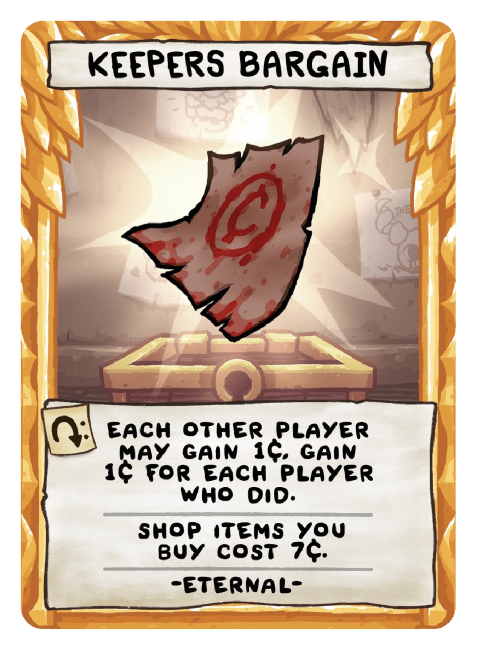 KEEPERS BARGAIN
EACH OTHER PLAYER
MAY GAIN 1¢. GAIN
1¢ FOR EACH PLAYER
WHO DID.
SHOP ITEMS YOU
BUY COST 7¢.
-ETERNAL-